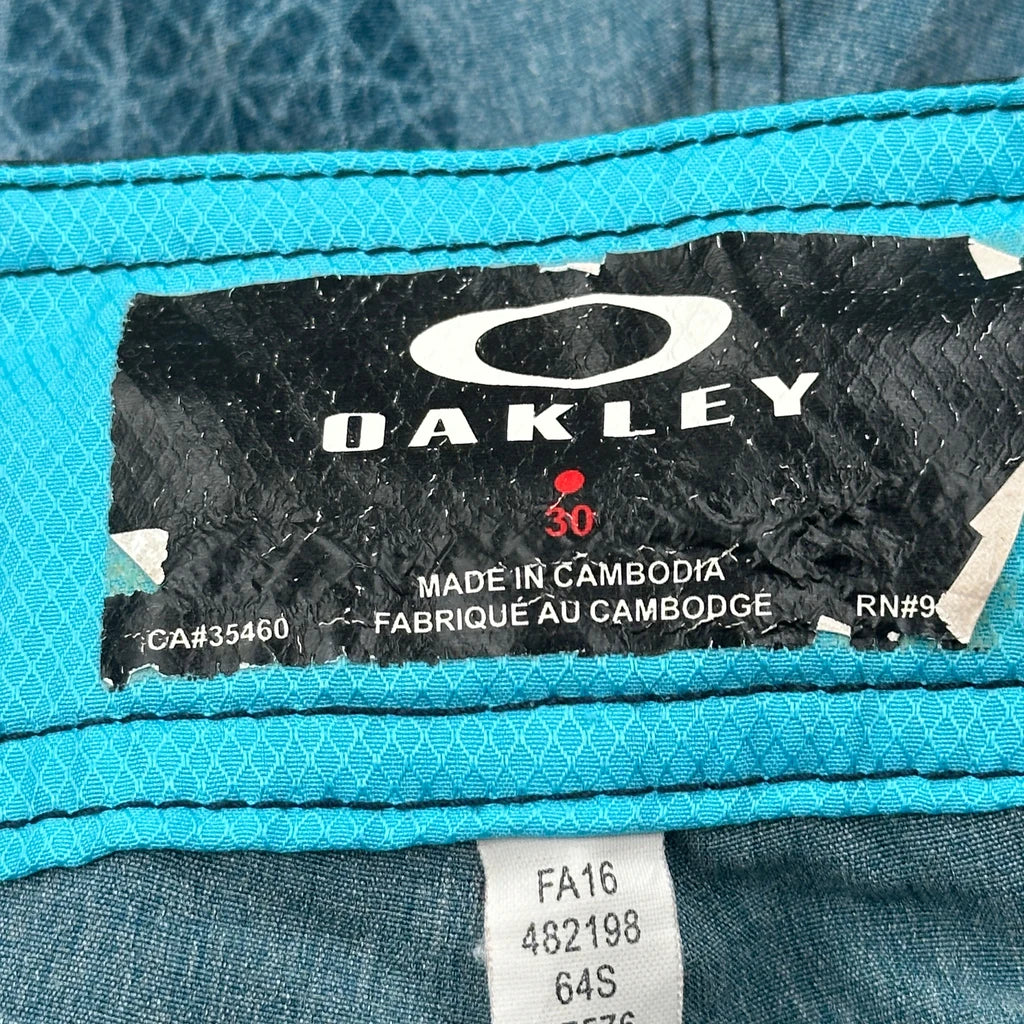 OAKLEY
30
MADE IN CAMBODIA
FABRIQUÉ AU CAMBODGE
CA#35460
RN#9
FA16
482198
64S